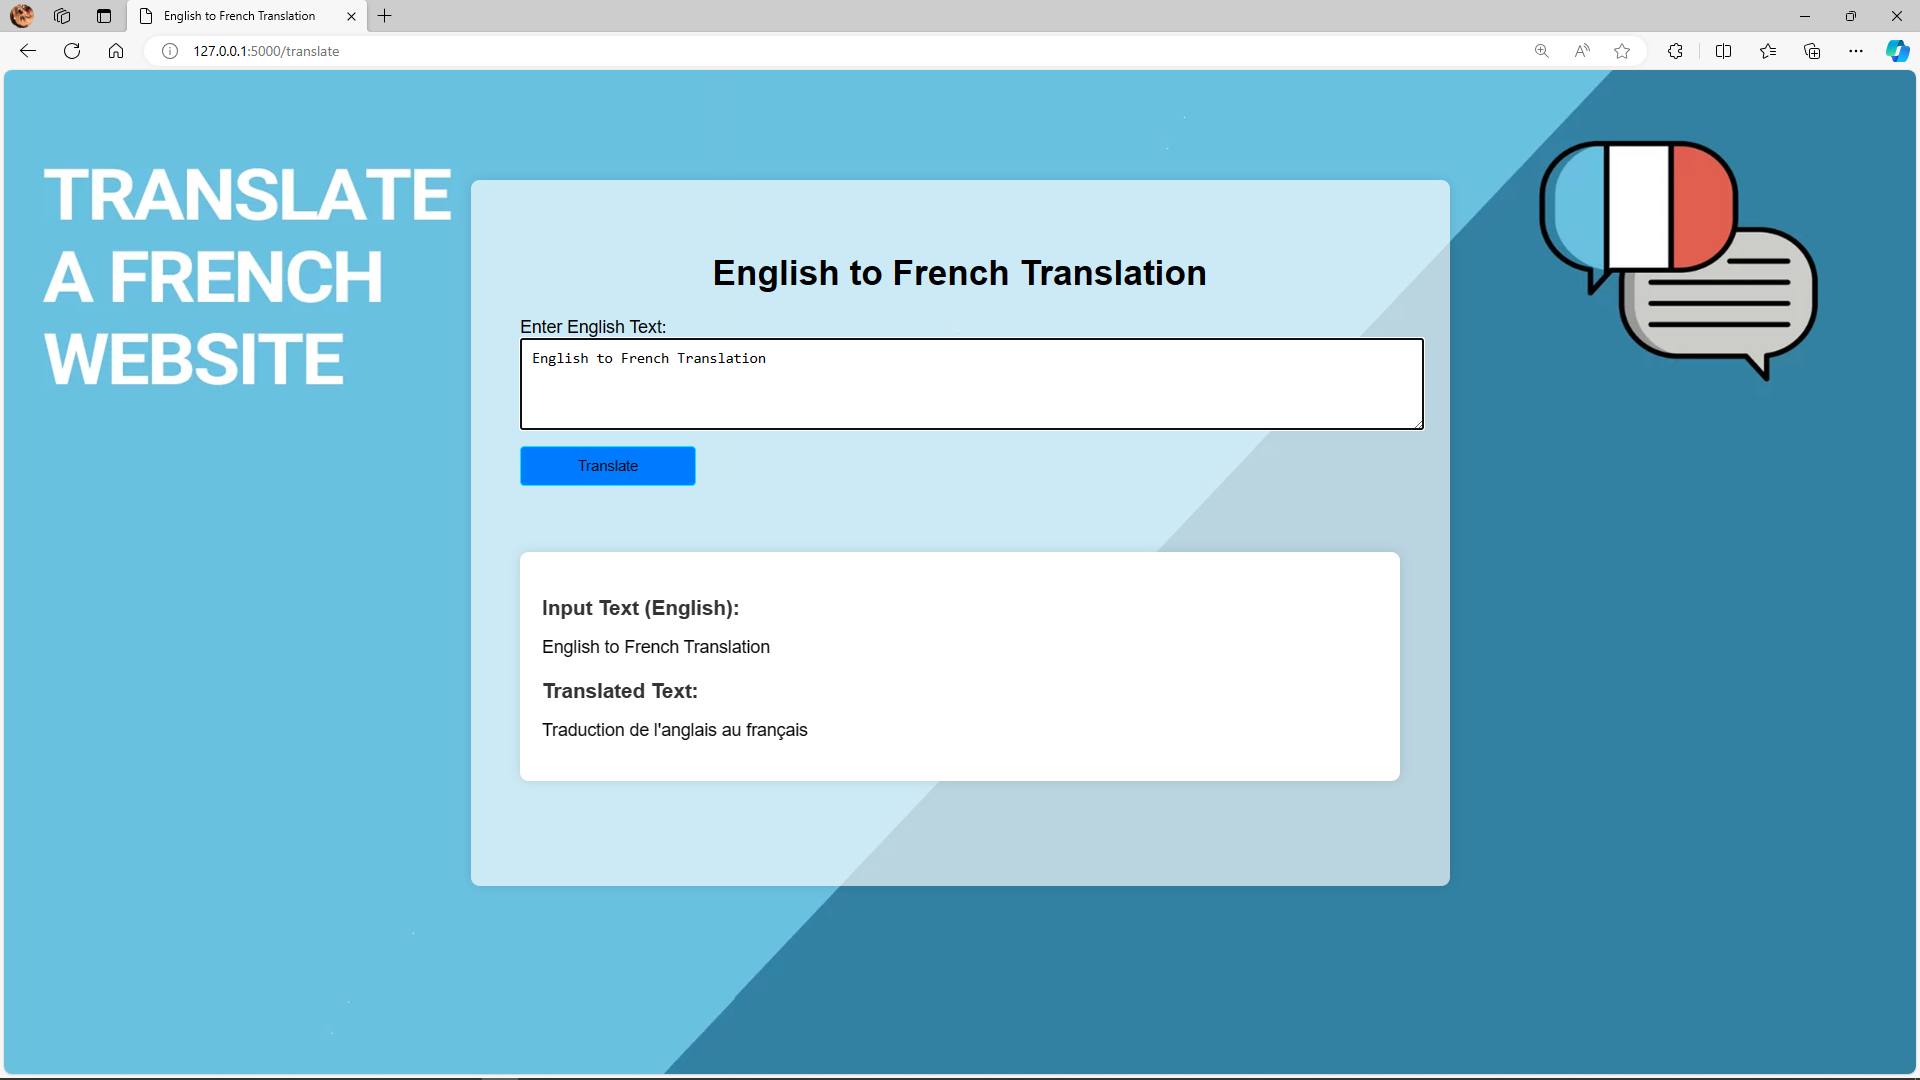 English to French Translation
127.0.0.1:5000/translate
TRANSLATE
A FRENCH
WEBSITE
English to French Translation
Enter English Text:
English to French Translation
Translate
Input Text (English):
English to French Translation
Translated Text:
Traduction de l'anglais au français